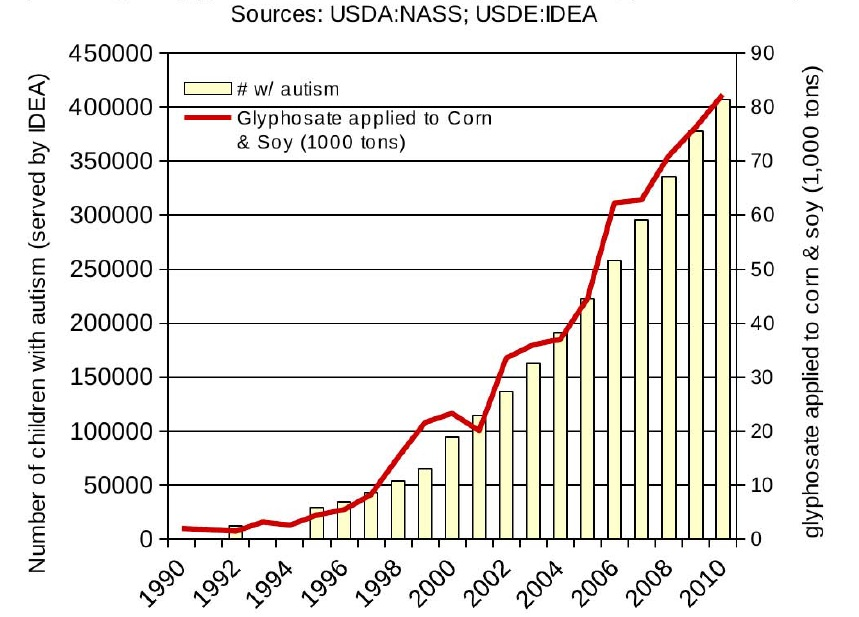 Sources: USDA:NASS; USDE:IDEA
Number of children with autism (served by IDEA)
450000
400000
350000
300000
250000
200000
150000
100000
50000
0
# w/ autism
Glyphosate applied to Corn
& Soy (1000 tons)
90
80
70
60
50
40
30
20
10
0
glyphosate applied to corn & soy (1,000 tons)
1990 1992 1994 1996 1998 2000 2002 2004 2006 2008 2010